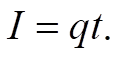 I = qt.